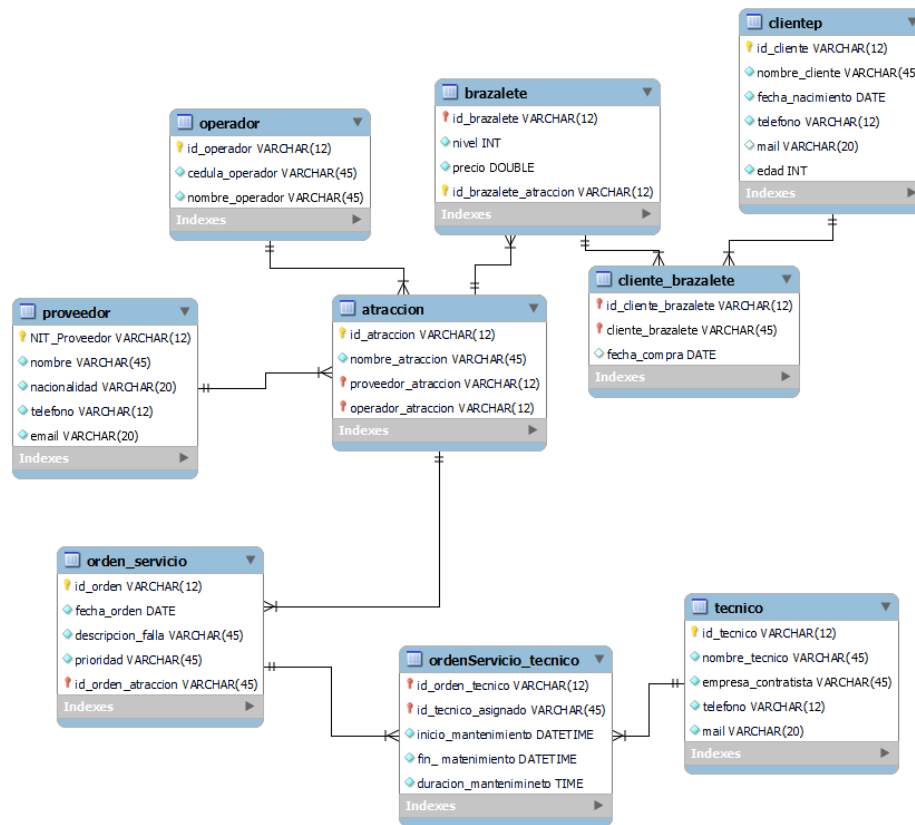 clientep
id_cliente VARCHAR(12)
nombre_cliente VARCHAR(45
fecha_nacimiento DATE
telefono VARCHAR(12)
mail VARCHAR(20)
edad INT
Indexes
brazalete
id_brazalete VARCHAR(12)
nivel INT
precio DOUBLE
id_brazalete_atraccion VARCHAR(12)
Indexes
operador
id_operador VARCHAR(12)
cedula_operador VARCHAR(45)
nombre_operador VARCHAR(45)
Indexes
cliente_brazalete
id_cliente_brazalete VARCHAR(12)
cliente_brazalete VARCHAR(45)
fecha_compra DATE
Indexes
proveedor
NIT_Proveedor VARCHAR(12)
nombre VARCHAR(45)
nacionalidad VARCHAR(20)
telefono VARCHAR(12)
email VARCHAR(20)
Indexes
atraccion
id_atraccion VARCHAR(12)
nombre_atraccion VARCHAR(45)
proveedor_atraccion VARCHAR(12)
operador_atraccion VARCHAR(12)
Indexes
orden_servicio
id_orden VARCHAR(12)
fecha_orden DATE
descripcion_falla VARCHAR(45)
prioridad VARCHAR(45)
id_orden_atraccion VARCHAR(45)
Indexes
ordenServicio_tecnico
id_orden_tecnico VARCHAR(12)
id_tecnico_asignado VARCHAR(45)
inicio_mantenimiento DATETIME
fin_ matenimiento DATETIME
duracion_mantenimineto TIME
Indexes
tecnico
id_tecnico VARCHAR(12)
nombre_tecnico VARCHAR(45)
empresa_contratista VARCHAR(45)
telefono VARCHAR(12)
mail VARCHAR(20)
Indexes